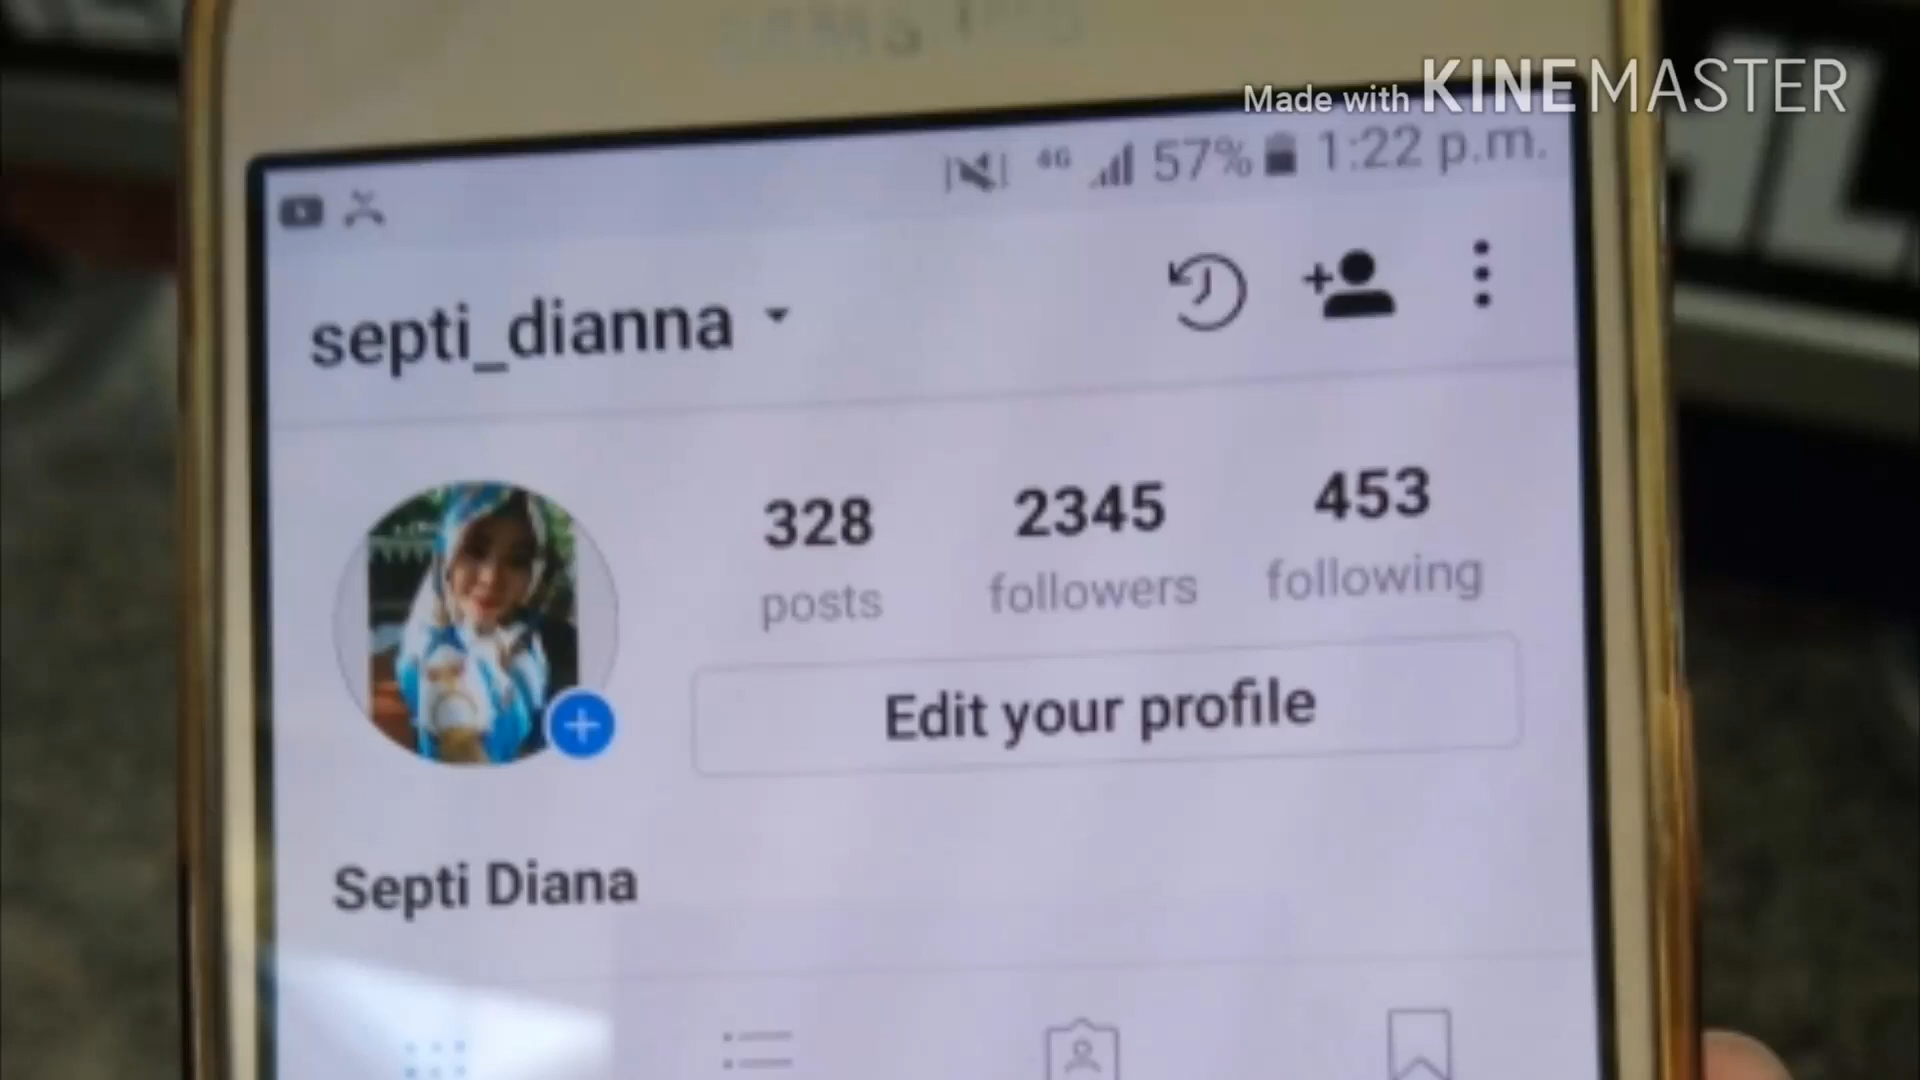 Made with KINEMASTER
4G 57% 1:22 p.m.
septi_dianna
328 2345 453
posts followers following
Edit your profile
Septi Diana